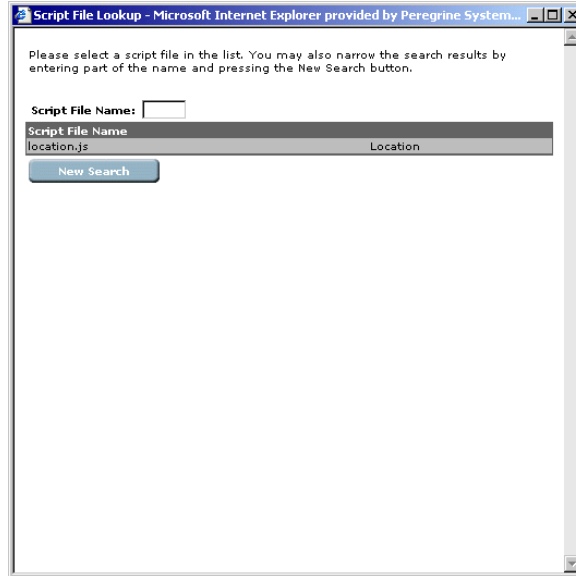 Script File Lookup - Microsoft Internet Explorer provided by Peregrine System...
Please select a script file in the list. You may also narrow the search results by
entering part of the name and pressing the New Search button.
Script File Name:
Script File Name
location.js Location
New Search